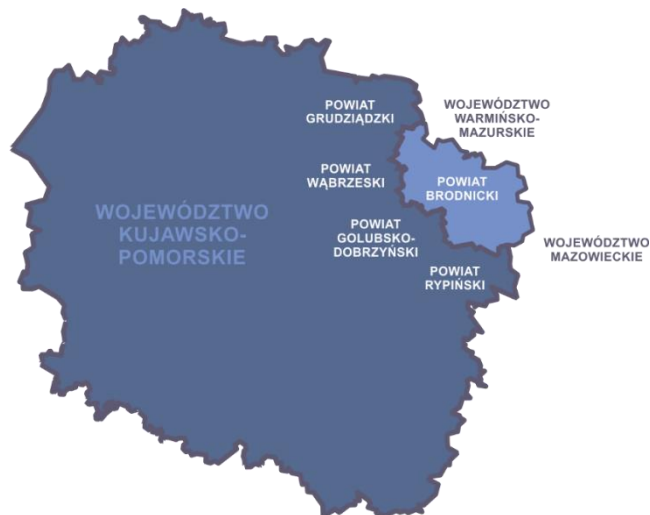 POWIAT
GRUDZIĄDZKI
WOJEWÓDZTWO
WARMIŃSKO-
MAZURSKIE
POWIAT
WĄBRZESKI
POWIAT
BRODNICKI
WOJEWÓDZTWO
KUJAWSKO-
POMORSKIE
POWIAT
GOLUBSKO-
DOBRZYŃSKI
WOJEWÓDZTWO
MAZOWIECKIE
POWIAT
RYPIŃSKI